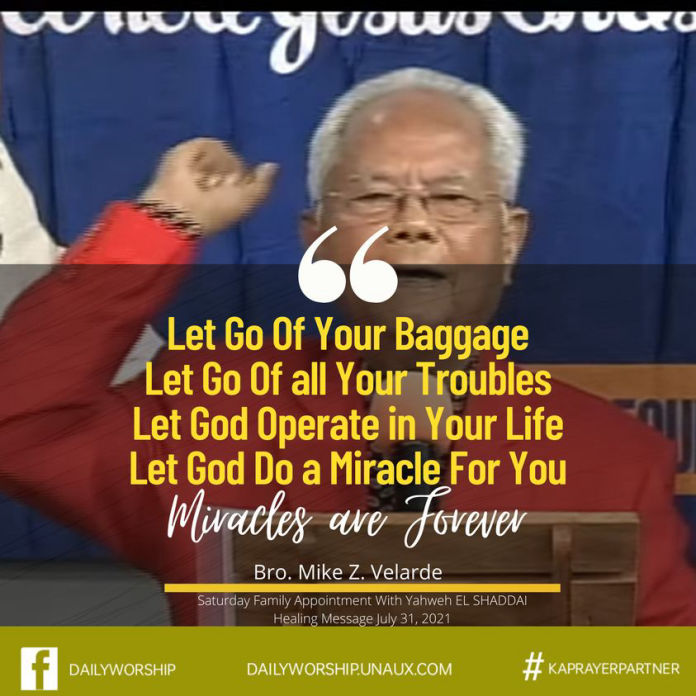 Let Go Of Your Baggage
Let Go Of all Your Troubles
Let God Operate in Your Life
Let God Do a Miracle For You
Miracles are Forever
Bro. Mike Z. Velarde
Saturday Family Appointment With Yahweh EL SHADDAI
Healing Message July 31, 2021
f DAILYWORSHIP DAILYWORSHIP.UNAUX.COM # KAPRAYERPARTNER